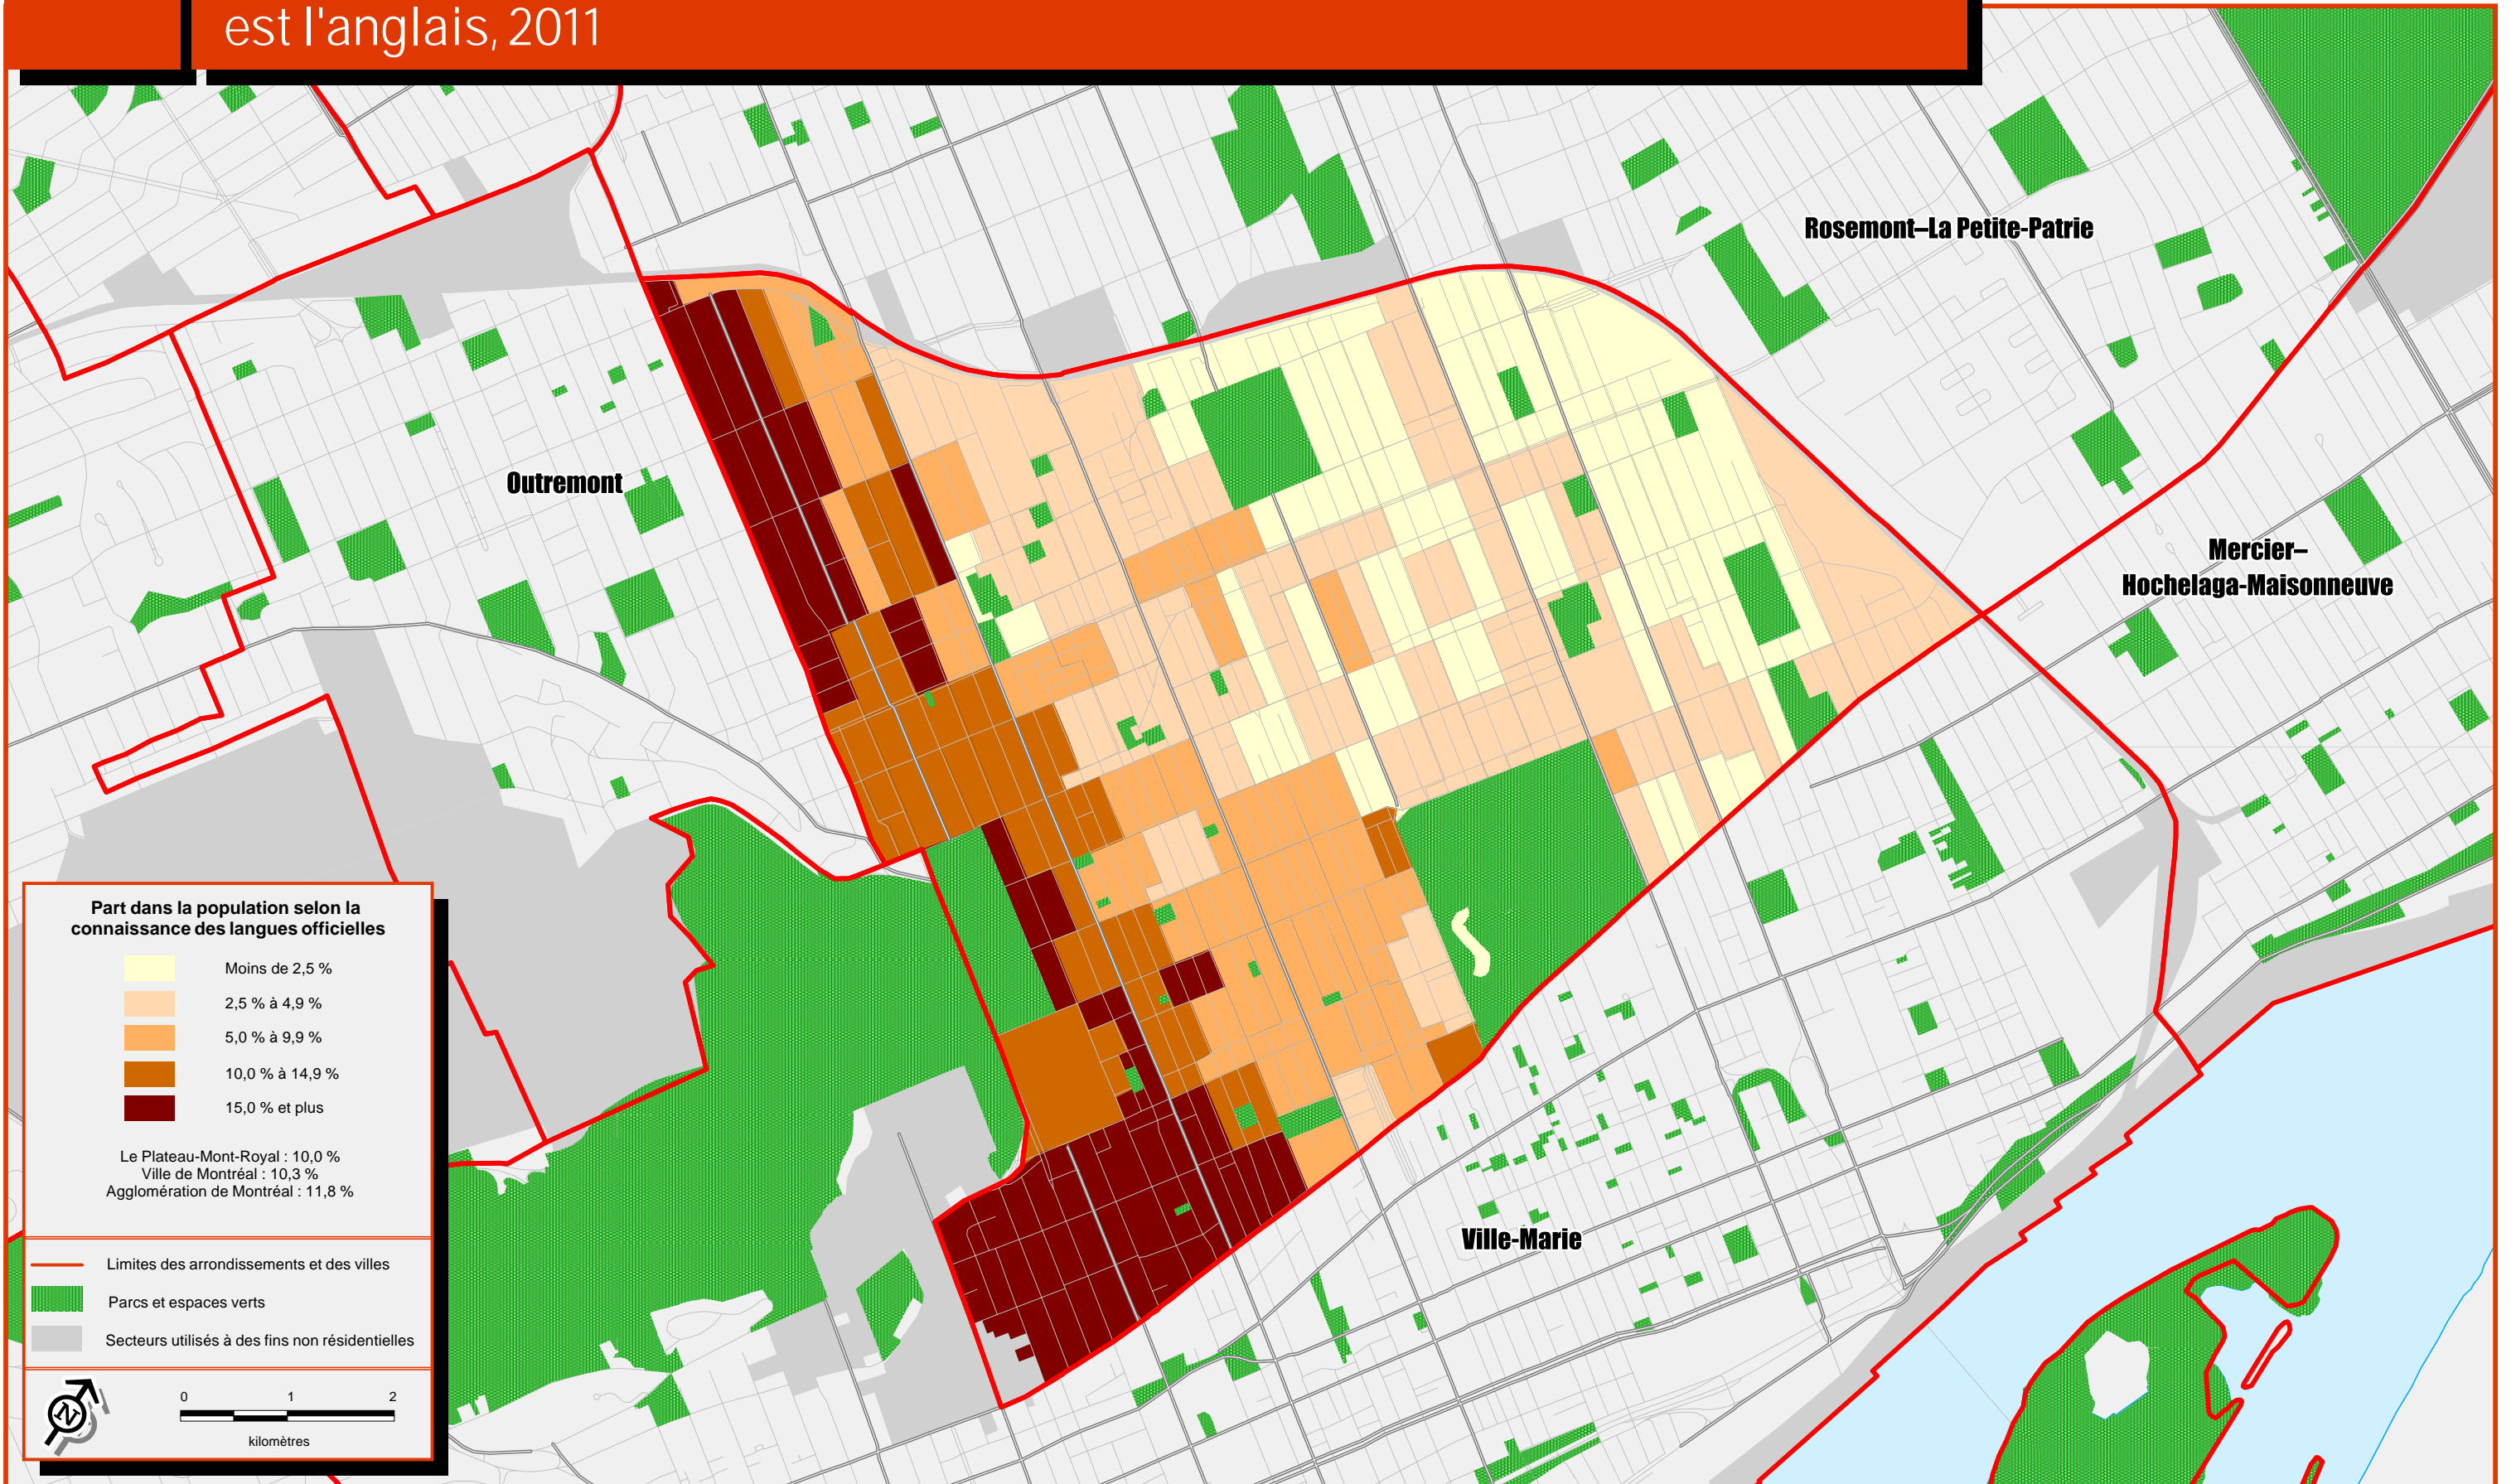 est l'anglais, 2011
Rosemont–La Petite-Patrie
Outremont
Mercier–
Hochelaga-Maisonneuve
Ville-Marie
Part dans la population selon la
connaissance des langues officielles
Moins de 2,5 %
2,5 % à 4,9 %
5,0 % à 9,9 %
10,0 % à 14,9 %
15,0 % et plus
Le Plateau-Mont-Royal : 10,0 %
Ville de Montréal : 10,3 %
Agglomération de Montréal : 11,8 %
Limites des arrondissements et des villes
Parcs et espaces verts
Secteurs utilisés à des fins non résidentielles
N
0 1 2
kilomètres